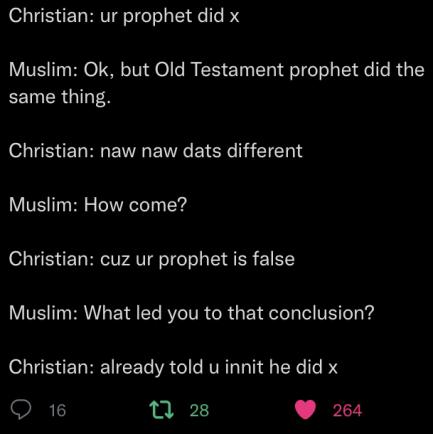 Christian: ur prophet did x
Muslim: Ok, but Old Testament prophet did the
same thing.
Christian: naw naw dats different
Muslim: How come?
Christian: cuz ur prophet is false
Muslim: What led you to that conclusion?
Christian: already told u innit he did x
16 28 264